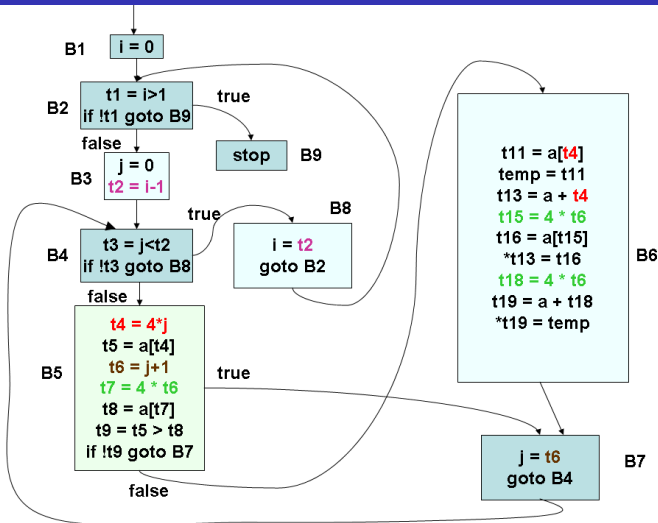 B1
i = 0
B2
t1 = i>1
if !t1 goto B9
true
false
stop
B9
B3
j = 0
t2 = i-1
true
B8
B4
t3 = j<t2
if !t3 goto B8
i = t2
goto B2
false
B5
t4 = 4*j
t5 = a[t4]
t6 = j+1
t7 = 4 * t6
t8 = a[t7]
t9 = t5 > t8
if !t9 goto B7
true
false
t11 = a[t4]
temp = t11
t13 = a + t4
t15 = 4 * t6
t16 = a[t15]
*t13 = t16
t18 = 4 * t6
t19 = a + t18
*t19 = temp
B6
j = t6
goto B4
B7